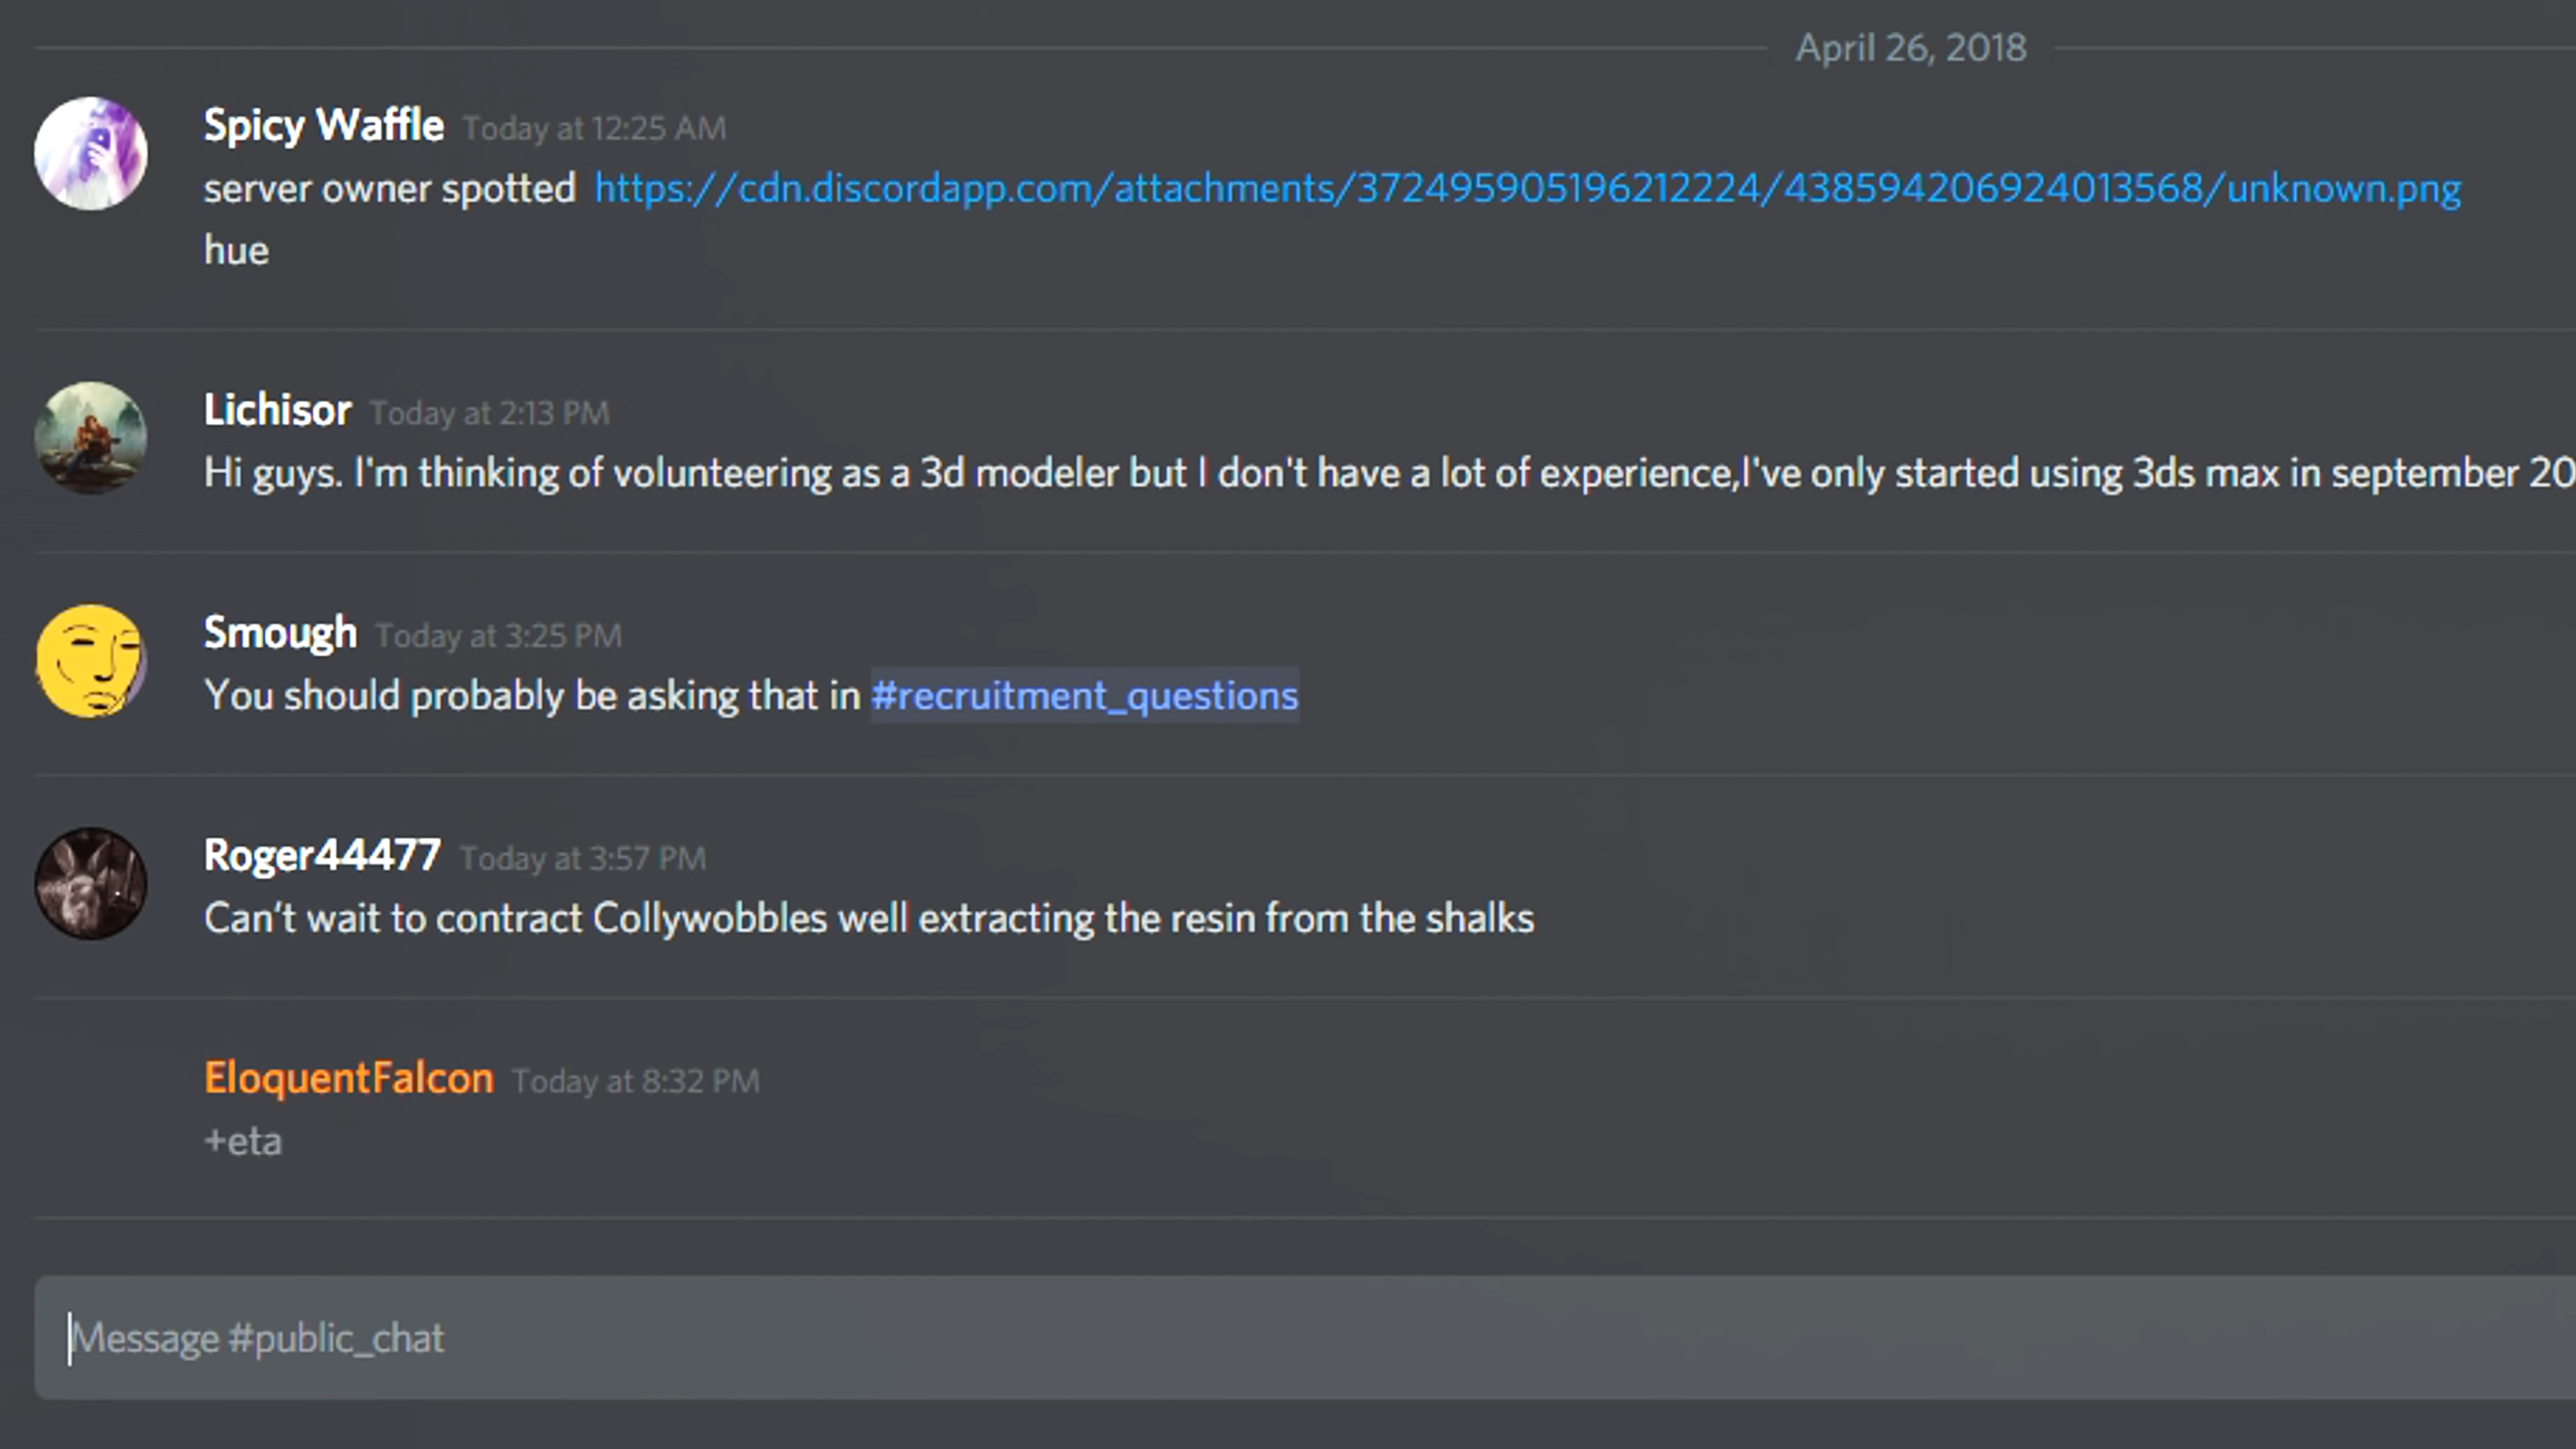 April 26, 2018
Spicy Waffle Today at 12:25 AM
server owner spotted https://cdn.discordapp.com/attachments/372495905196212224/438594206924013568/unknown.png
hue
Lichisor Today at 2:13 PM
Hi guys. I'm thinking of volunteering as a 3d modeler but I don't have a lot of experience,I've only started using 3ds max in september 20
Smough Today at 3:25 PM
You should probably be asking that in #recruitment_questions
Roger44477 Today at 3:57 PM
Can't wait to contract Collywobbles well extracting the resin from the shalks
EloquentFalcon Today at 8:32 PM
+eta
Message #public_chat